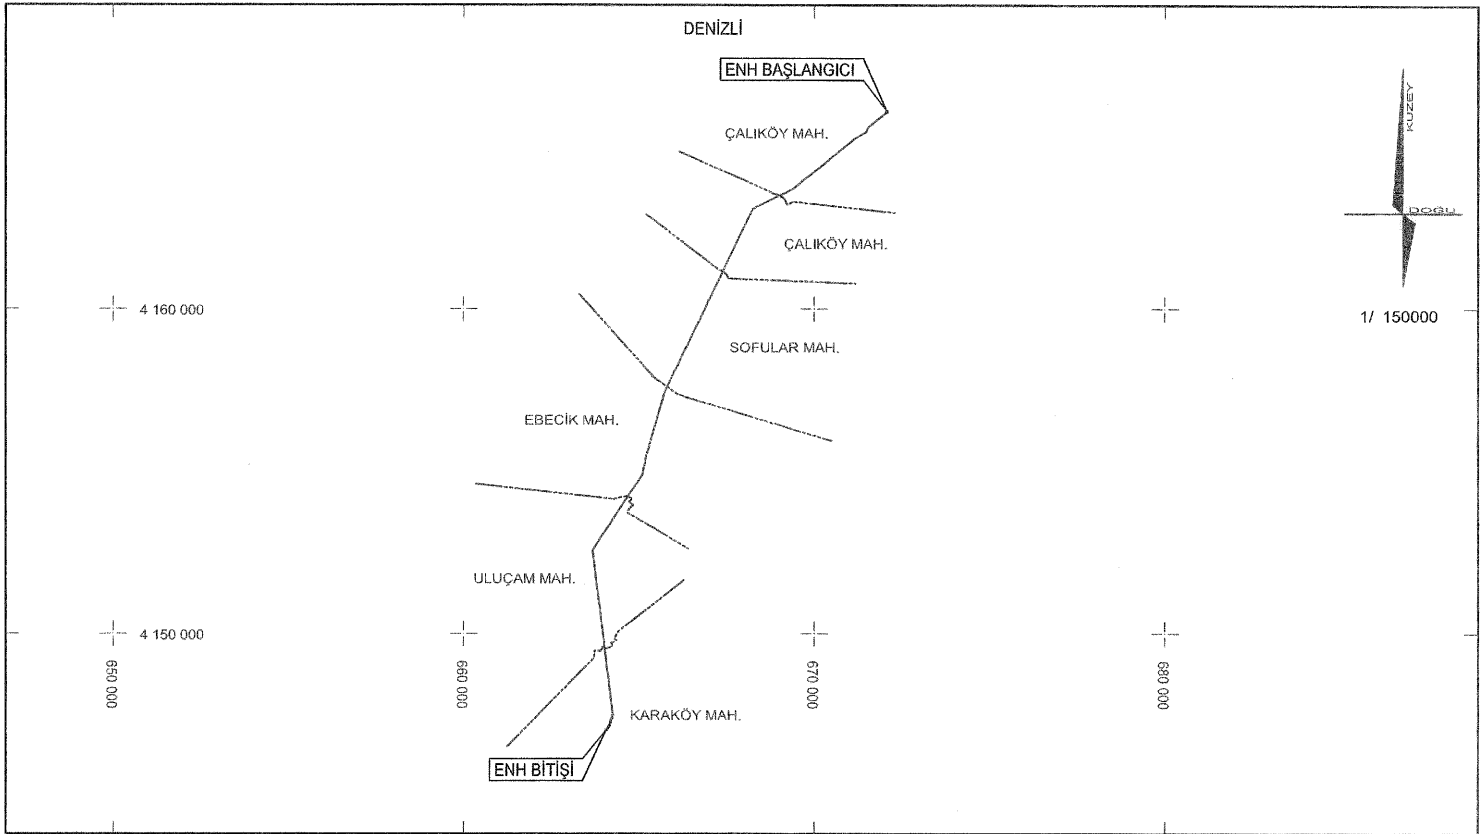 DENİZLİ
ENH BAŞLANGICI
KUZEY
ÇALIKÖY MAH.
DOĞU
ÇALIKÖY MAH.
4 160 000
1/ 150000
SOFULAR MAH.
EBECİK MAH.
ULUÇAM MAH.
4 150 000
650 000
660 000
670 000
680 000
KARAKÖY MAH.
ENH BİTİŞİ